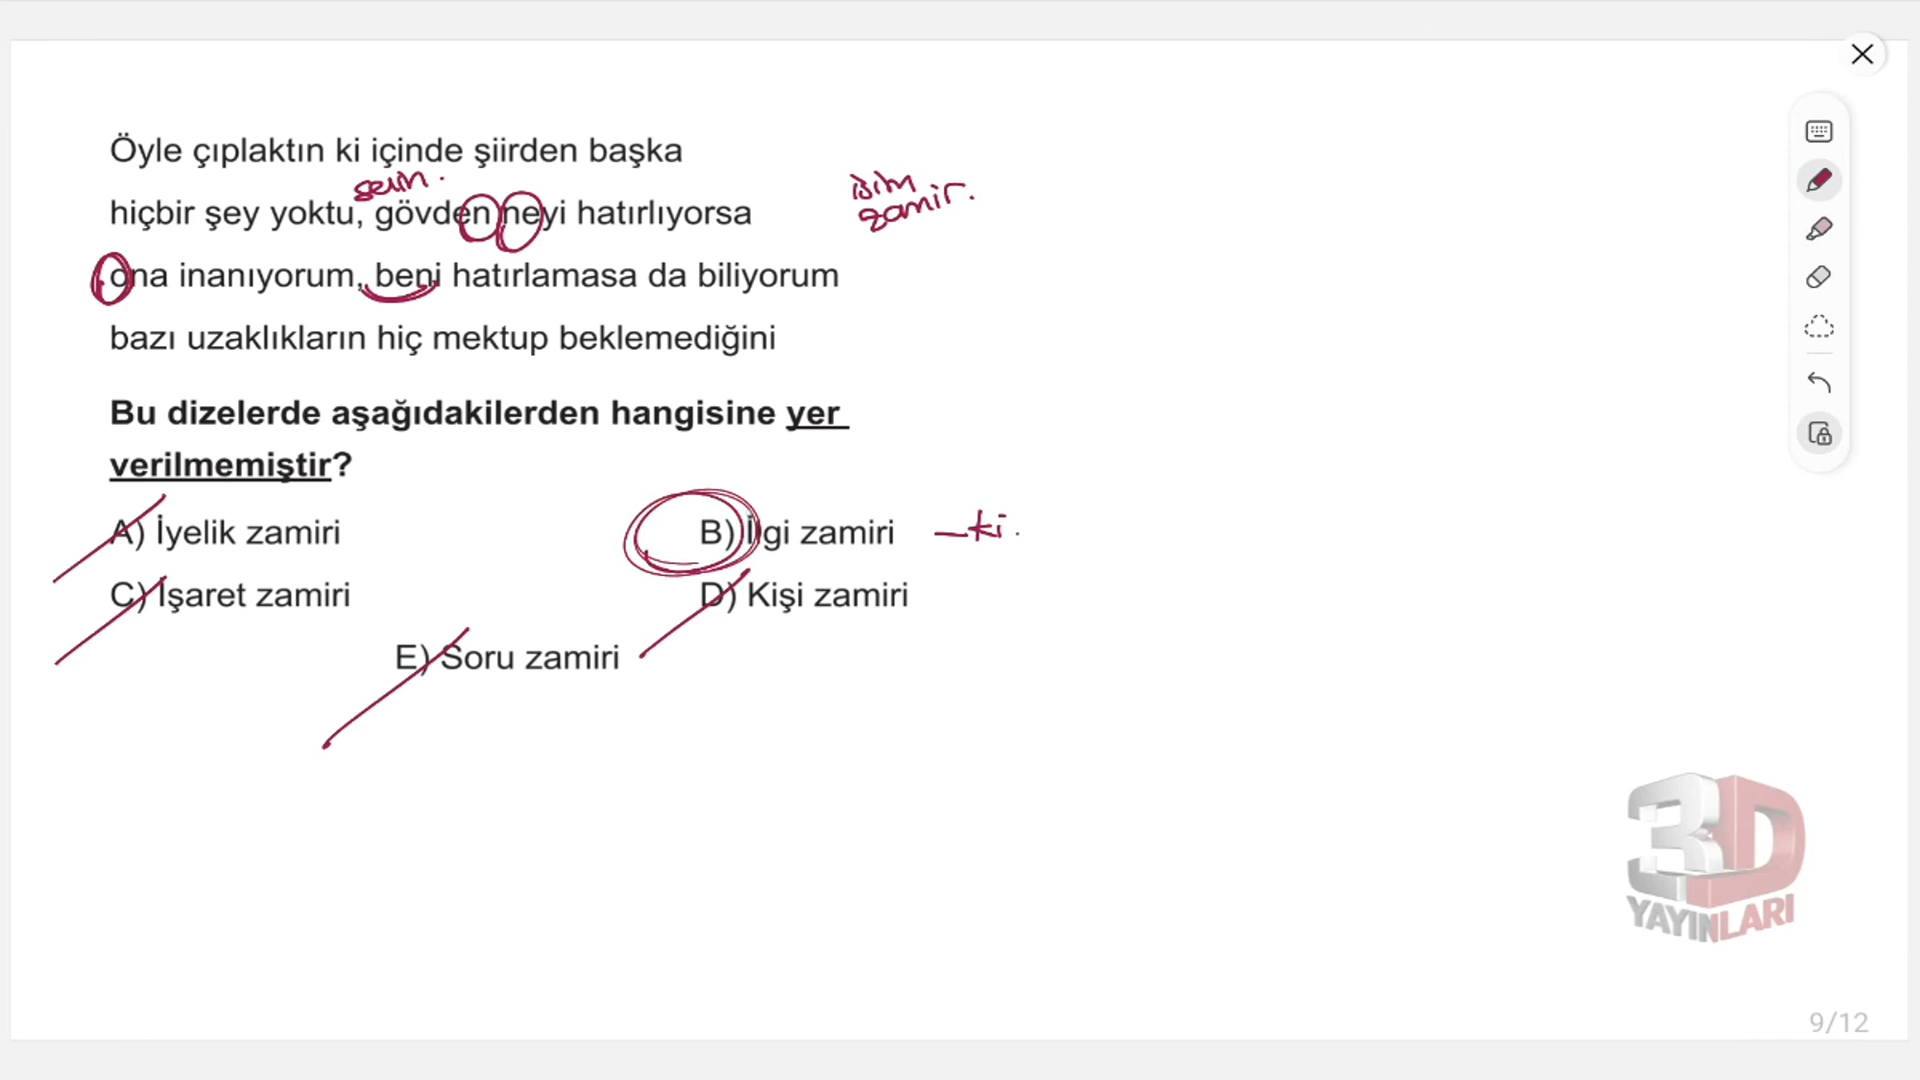 Öyle çıplaktın ki içinde şiirden başka
senin.
hiçbir şey yoktu, gövden neyi hatırlıyorsa
isim
zamir.
ona inanıyorum, beni hatırlamasa da biliyorum
bazı uzaklıkların hiç mektup beklemediğini
Bu dizelerde aşağıdakilerden hangisine yer
verilmemiştir?
A) İyelik zamiri
B) İlgi zamiri
_ki.
C) İşaret zamiri
D) Kişi zamiri
E) Soru zamiri
3D
YAYINLARI
9/12